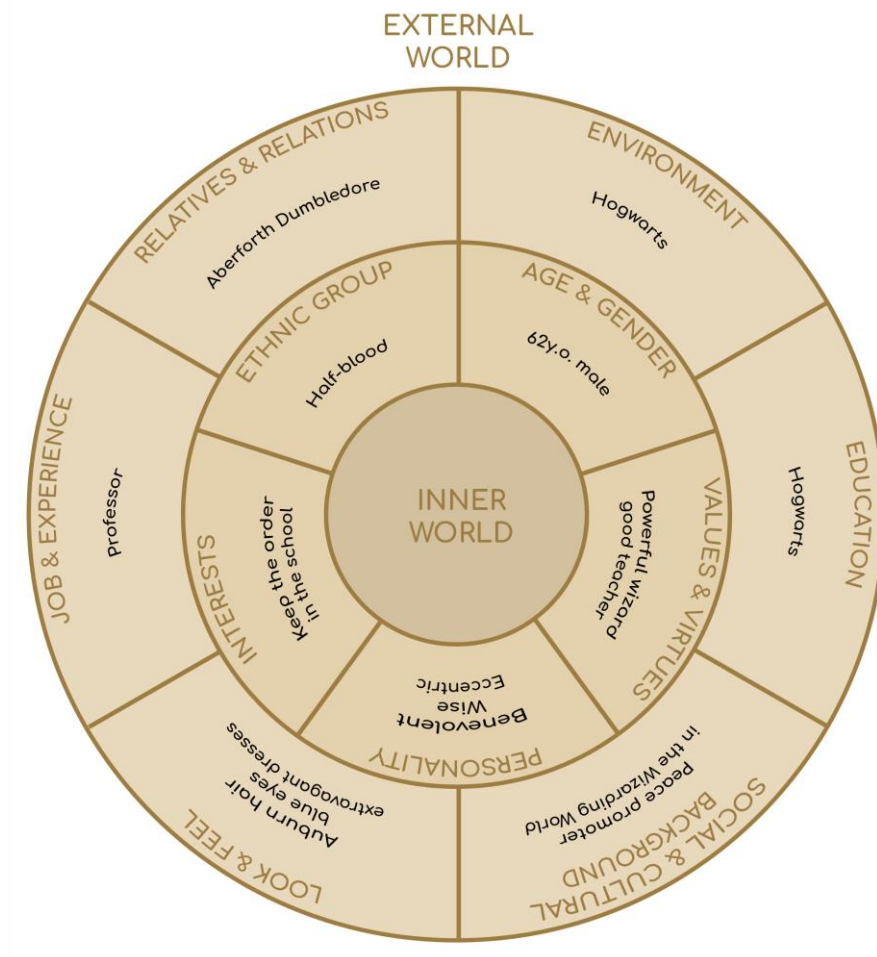 EXTERNAL
WORLD
RELATIVES & RELATIONS
Aberforth Dumbledore
ENVIRONMENT
Hogwarts
ETHNIC GROUP
Half-blood
AGE & GENDER
62y.o. male
JOB & EXPERIENCE
Professor
INTERESTS
Keep the order
in the school
INNER
WORLD
VALUES & VIRTUES
Powerful wizard
good teacher
EDUCATION
Hogwarts
PERSONALITY
Benevolent
Wise
Eccentric
LOOK & FEEL
Auburn hair
blue eyes
extravagant dresses
SOCIAL & CULTURAL
BACKGROUND
Peace promoter
in the Wizarding World